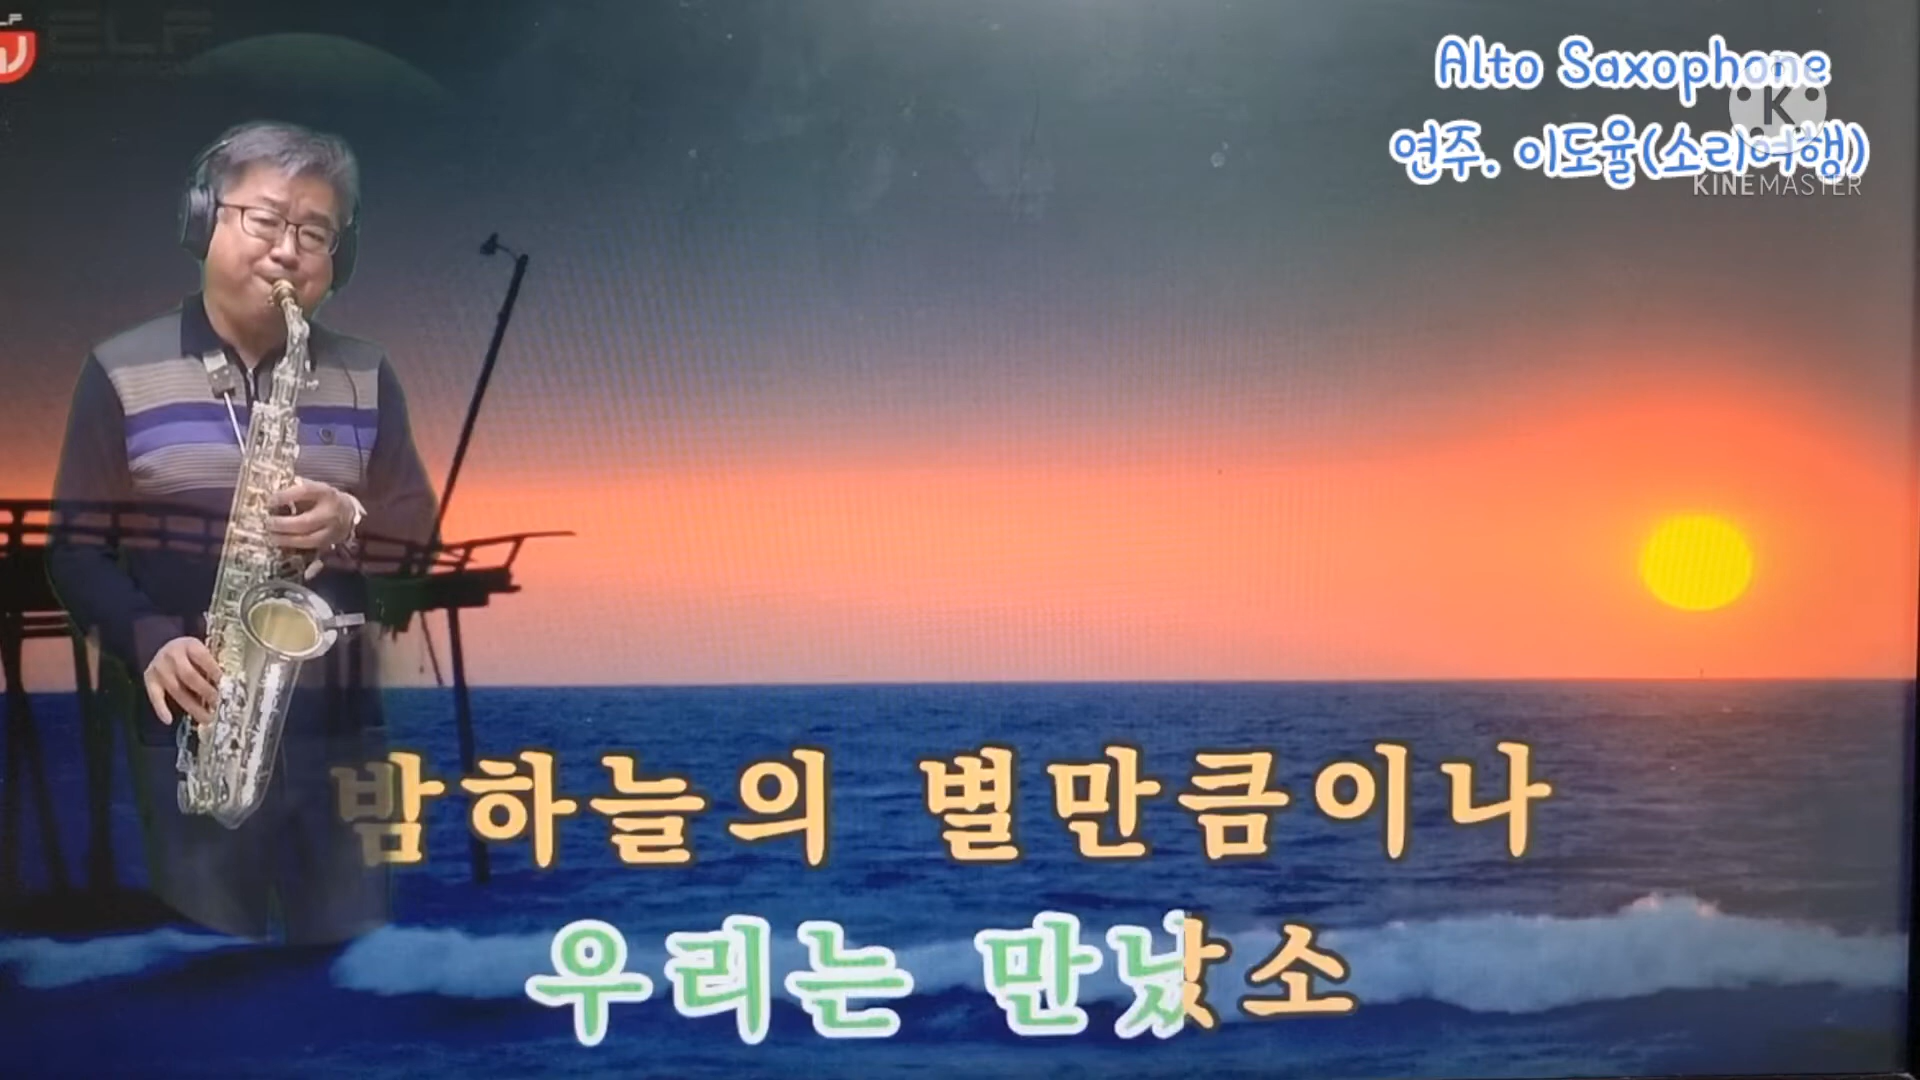 ELF
Alto Saxophone
연주. 이도율(소리여행)
KINEMASTER
밤하늘의 별만큼이나
우리는 만났소